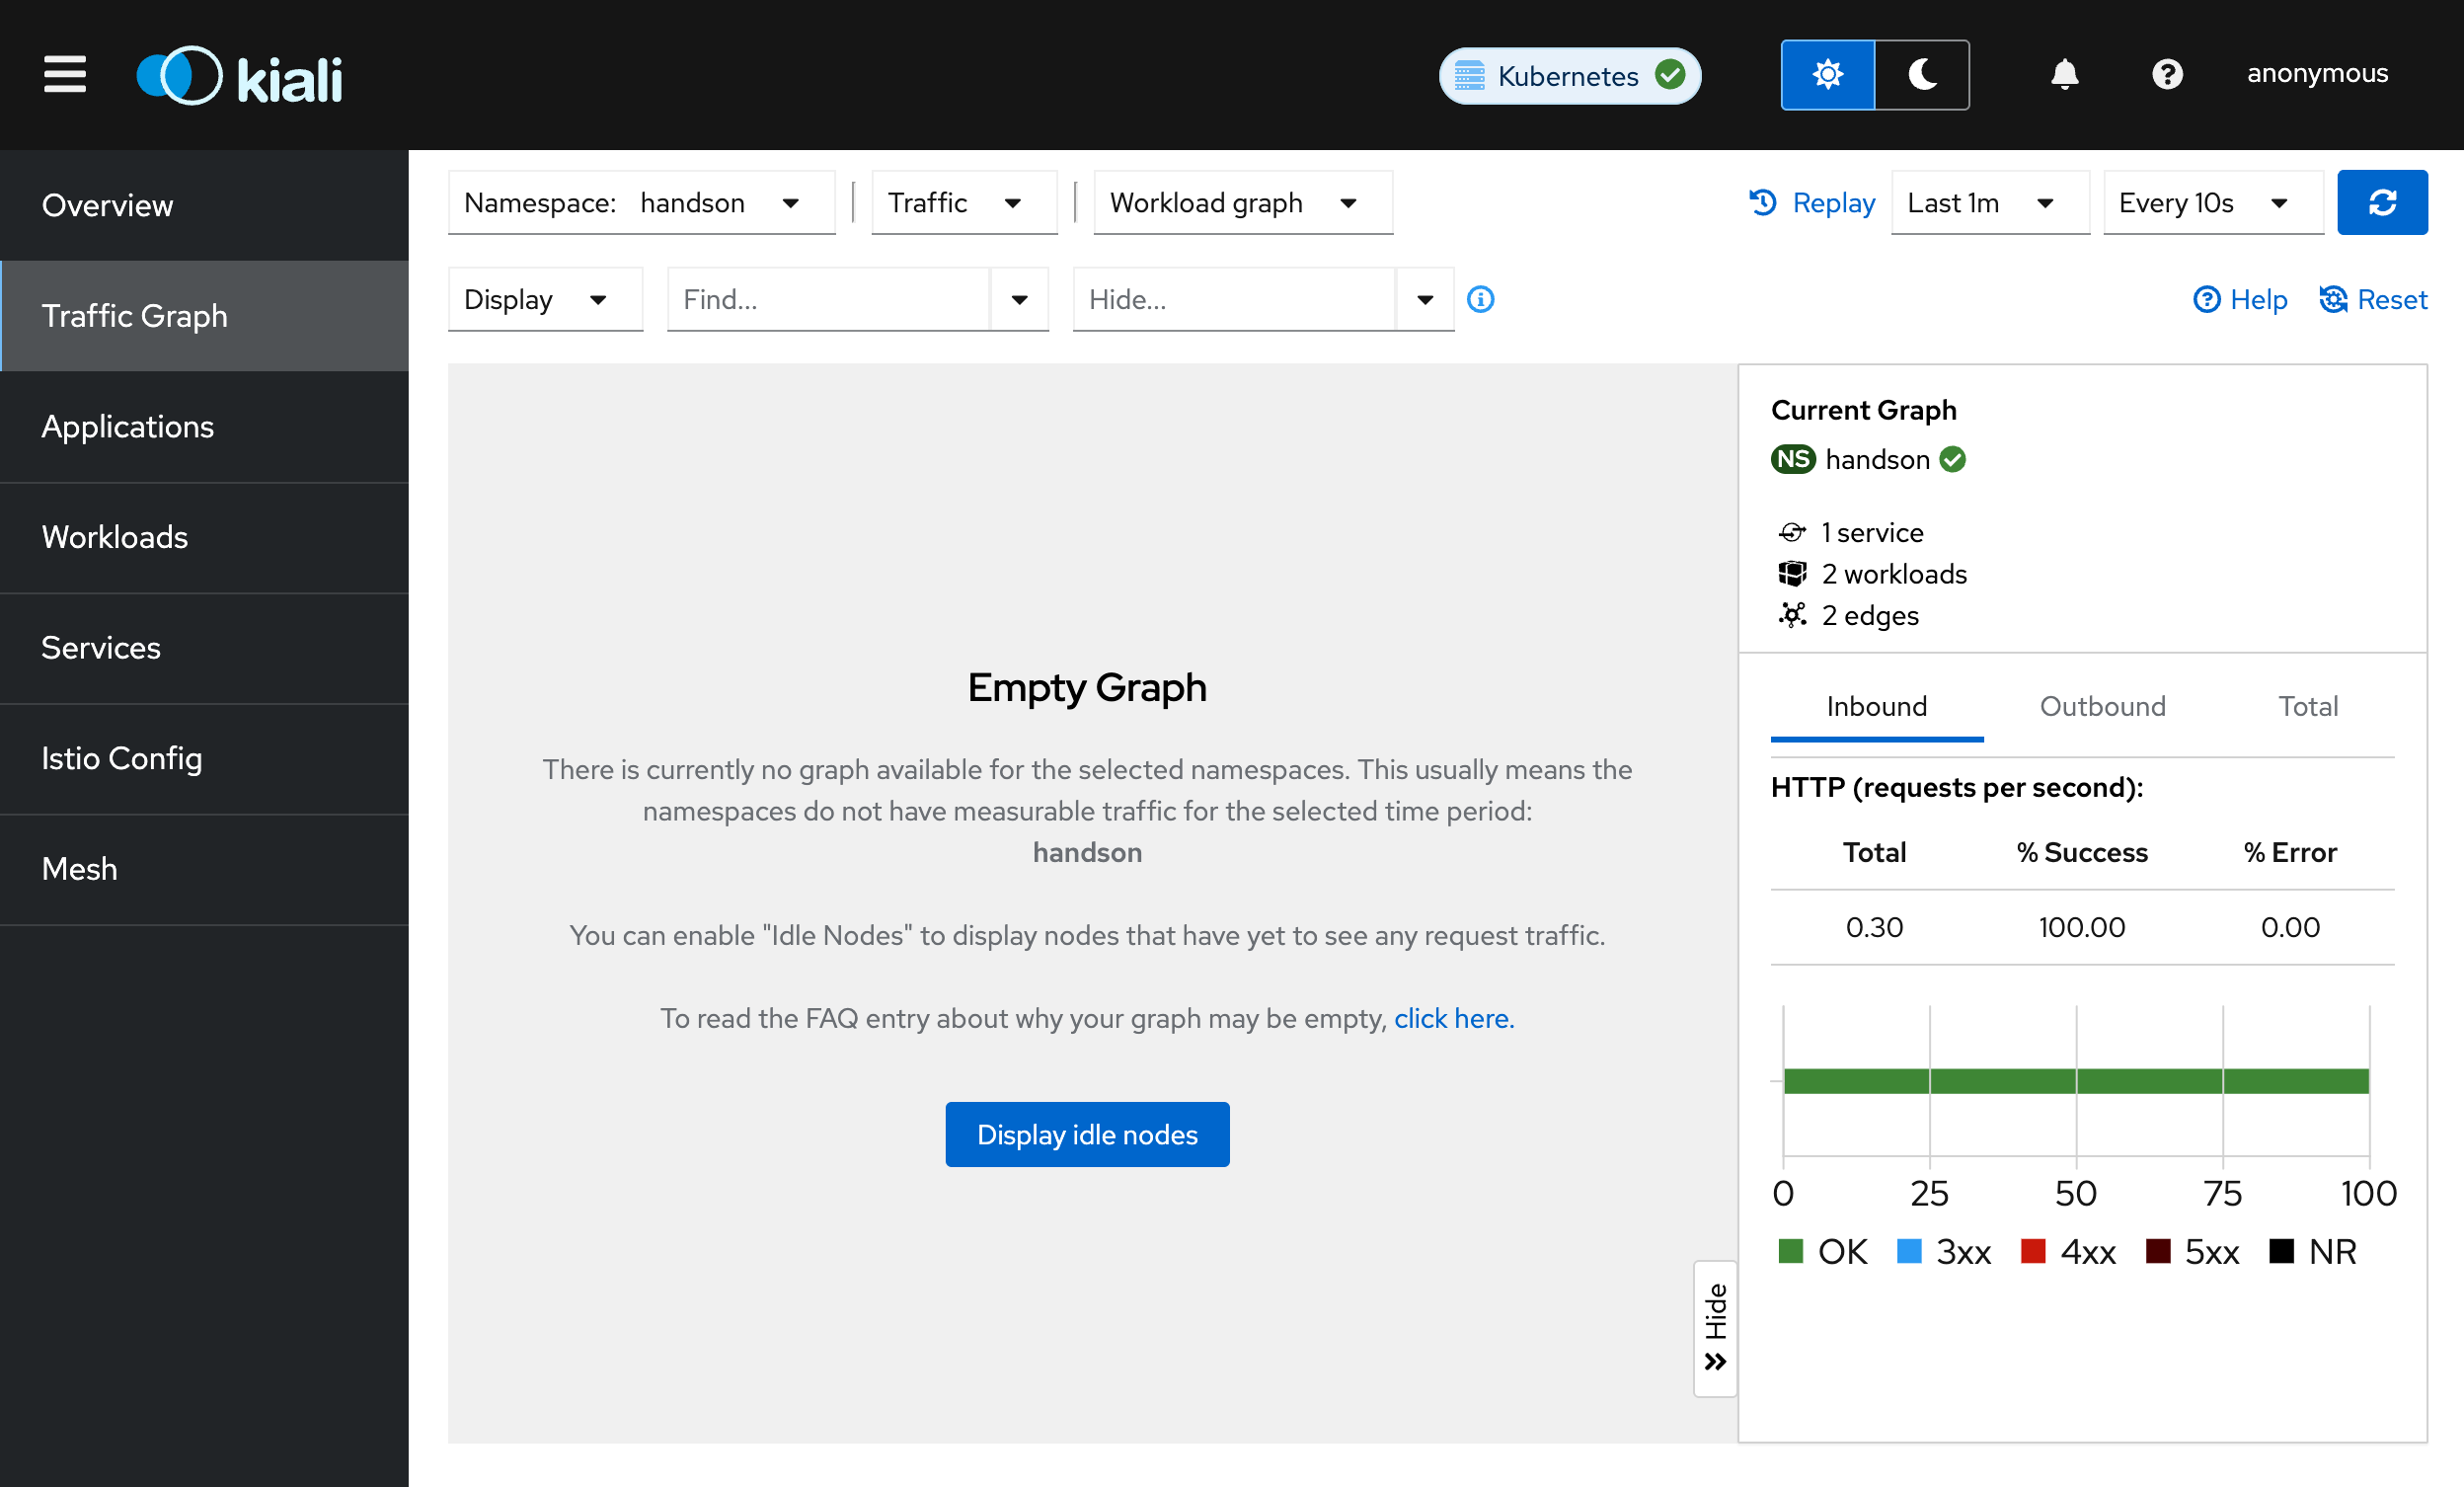 kiali
Kubernetes
anonymous
Overview
Traffic Graph
Applications
Workloads
Services
Istio Config
Mesh
Namespace: handson
Traffic
Workload graph
Replay
Last 1m
Every 10s
Display
Find...
Hide...
Help
Reset
Empty Graph
There is currently no graph available for the selected namespaces. This usually means the
namespaces do not have measurable traffic for the selected time period:
handson
You can enable "Idle Nodes" to display nodes that have yet to see any request traffic.
To read the FAQ entry about why your graph may be empty, click here.
Display idle nodes
Hide
Current Graph
NS handson
1 service
2 workloads
2 edges
Inbound Outbound Total
HTTP (requests per second):
Total % Success % Error
0.30 100.00 0.00
0 25 50 75 100
OK 3xx 4xx 5xx NR